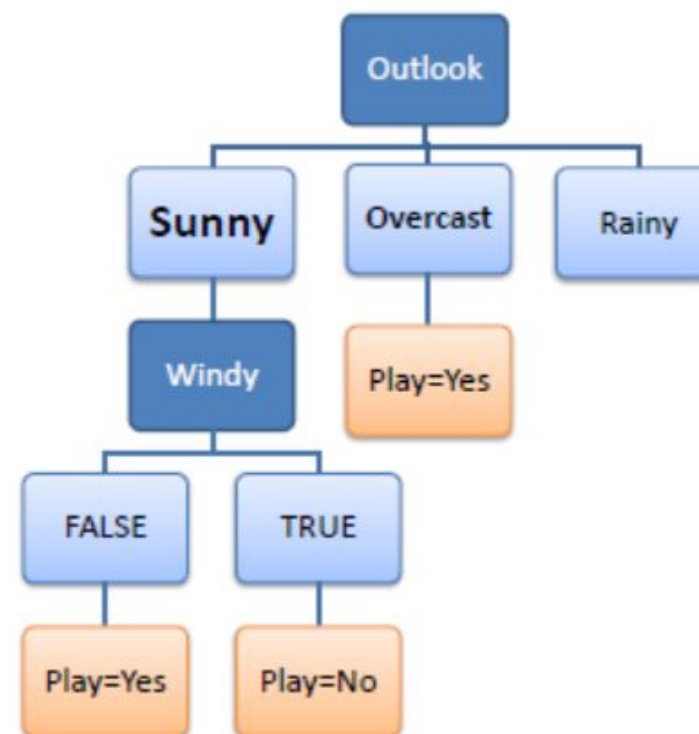 Outlook
Sunny
Overcast
Rainy
Windy
Play=Yes
FALSE
TRUE
Play=Yes
Play=No